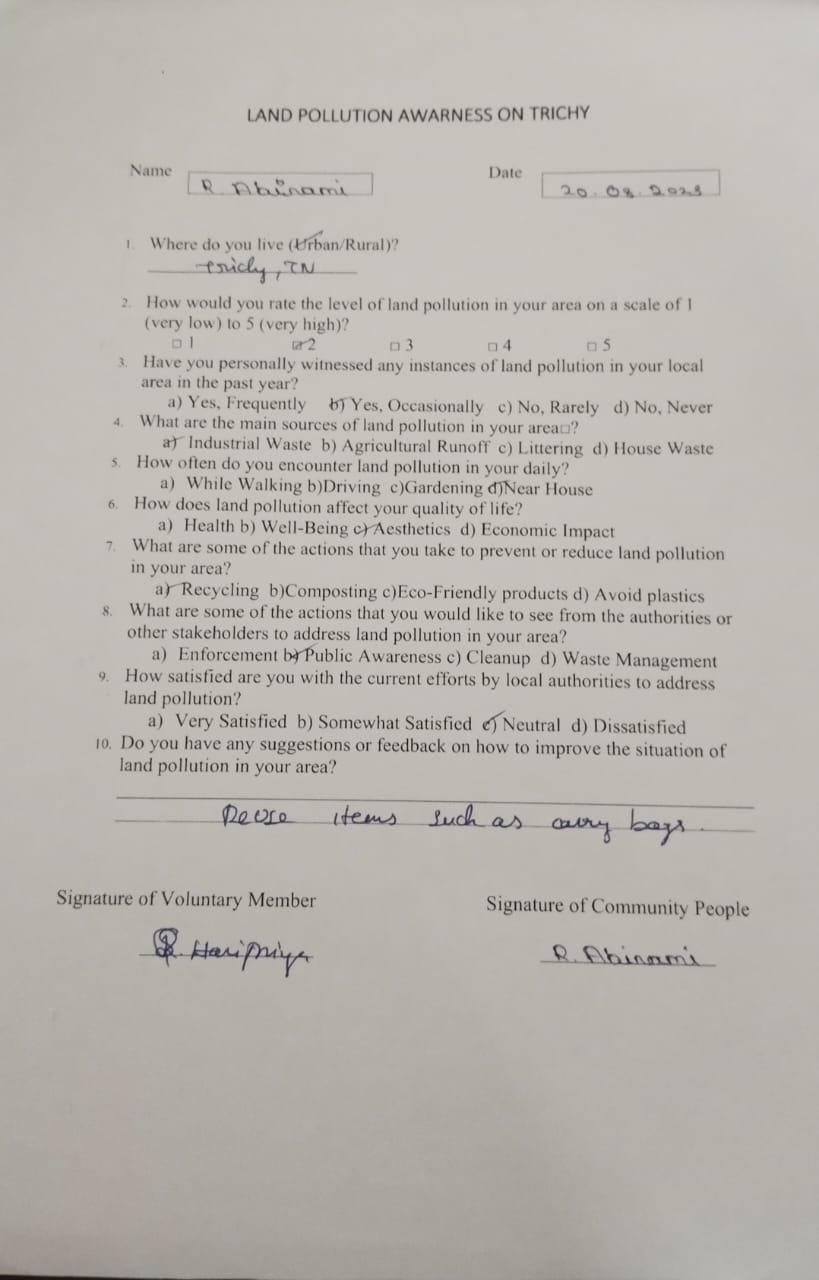 LAND POLLUTION AWARNESS ON TRICHY
Name R Abinami Date 20.08.2023
1. Where do you live (Urban/Rural)?
trichy, TN
2. How would you rate the level of land pollution in your area on a scale of 1
(very low) to 5 (very high)?
□ 1 ☑ 2 □ 3 □ 4 □ 5
3. Have you personally witnessed any instances of land pollution in your local
area in the past year?
a) Yes, Frequently b) Yes, Occasionally c) No, Rarely d) No, Never
4. What are the main sources of land pollution in your area□?
a) Industrial Waste b) Agricultural Runoff c) Littering d) House Waste
5. How often do you encounter land pollution in your daily?
a) While Walking b)Driving c)Gardening d)Near House
6. How does land pollution affect your quality of life?
a) Health b) Well-Being c) Aesthetics d) Economic Impact
7. What are some of the actions that you take to prevent or reduce land pollution
in your area?
a) Recycling b)Composting c)Eco-Friendly products d) Avoid plastics
8. What are some of the actions that you would like to see from the authorities or
other stakeholders to address land pollution in your area?
a) Enforcement b) Public Awareness c) Cleanup d) Waste Management
9. How satisfied are you with the current efforts by local authorities to address
land pollution?
a) Very Satisfied b) Somewhat Satisfied c) Neutral d) Dissatisfied
10. Do you have any suggestions or feedback on how to improve the situation of
land pollution in your area?
Reuse items such as carry bags.
Signature of Voluntary Member Signature of Community People
Haripriya R. Abinami